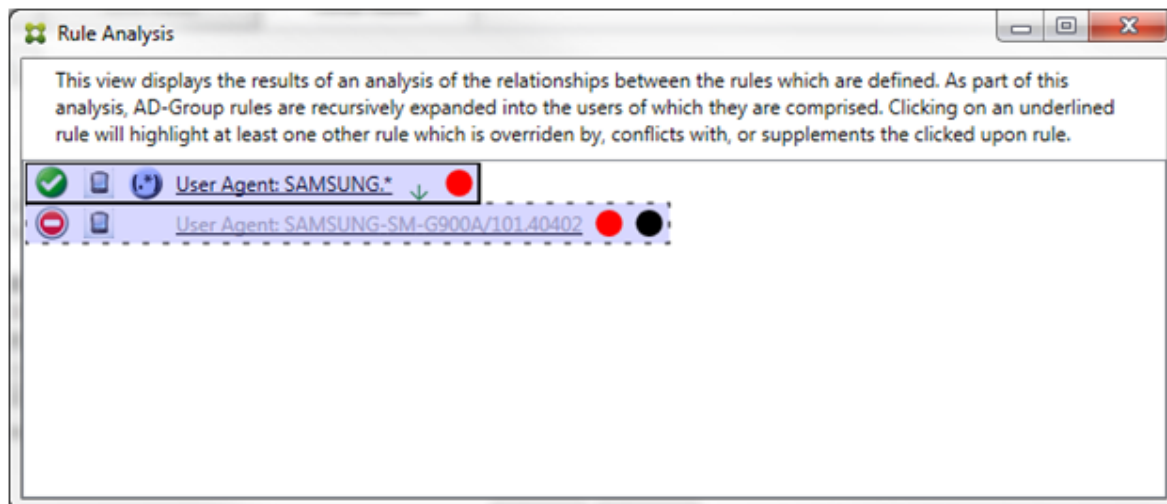 Rule Analysis
This view displays the results of an analysis of the relationships between the rules which are defined. As part of this
analysis, AD-Group rules are recursively expanded into the users of which they are comprised. Clicking on an underlined
rule will highlight at least one other rule which is overriden by, conflicts with, or supplements the clicked upon rule.
(.*) User Agent: SAMSUNG.*
User Agent: SAMSUNG-SM-G900A/101.40402